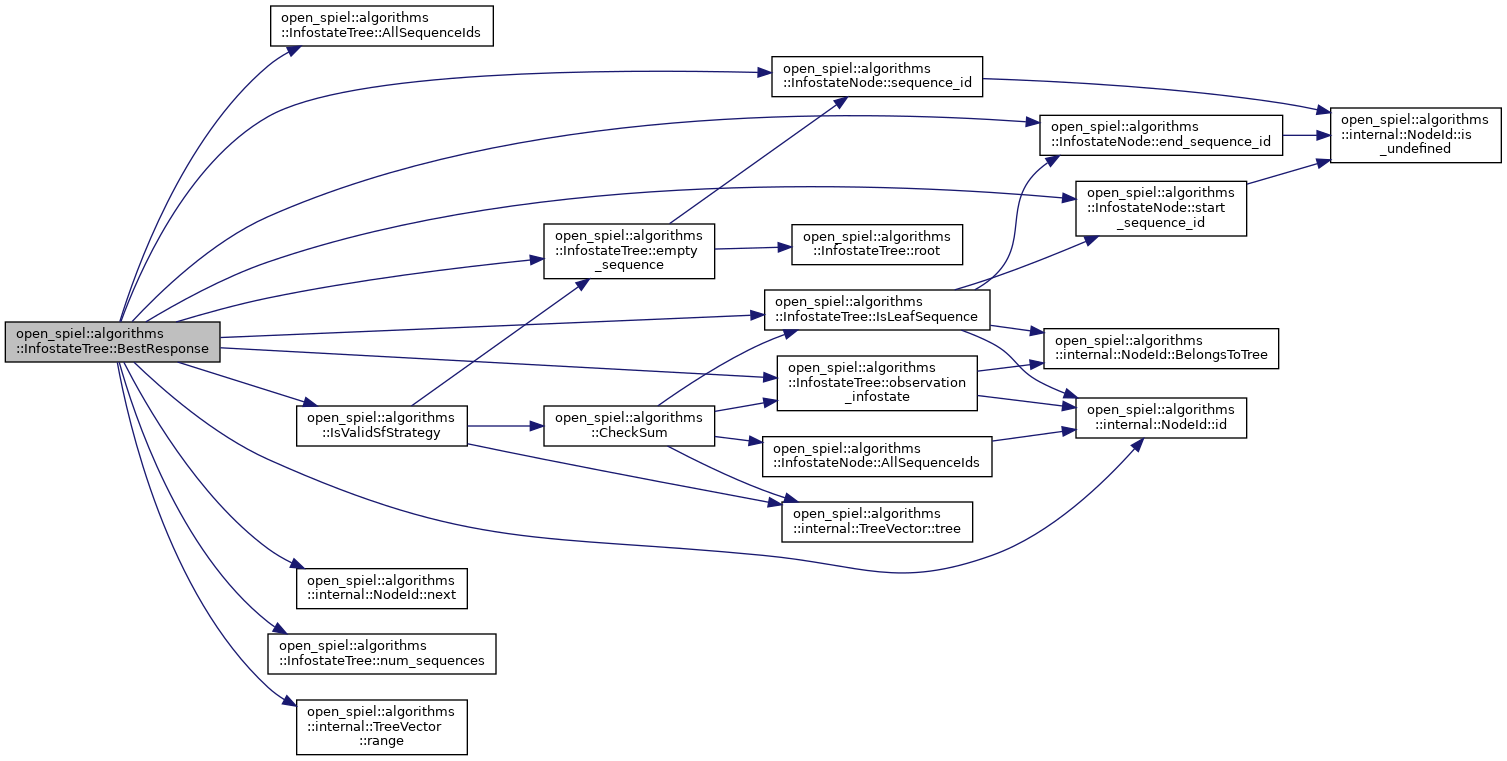 open_spiel::algorithms
::InfostateTree::AllSequenceIds
open_spiel::algorithms
::InfostateNode::sequence_id
open_spiel::algorithms
::InfostateNode::end_sequence_id
open_spiel::algorithms
::internal::NodeId::is
_undefined
open_spiel::algorithms
::InfostateNode::start
_sequence_id
open_spiel::algorithms
::InfostateTree::empty
_sequence
open_spiel::algorithms
::InfostateTree::root
open_spiel::algorithms
::InfostateTree::IsLeafSequence
open_spiel::algorithms
::InfostateTree::BestResponse
open_spiel::algorithms
::internal::NodeId::BelongsToTree
open_spiel::algorithms
::InfostateTree::observation
_infostate
open_spiel::algorithms
::IsValidSfStrategy
open_spiel::algorithms
::CheckSum
open_spiel::algorithms
::internal::NodeId::id
open_spiel::algorithms
::InfostateNode::AllSequenceIds
open_spiel::algorithms
::internal::TreeVector::tree
open_spiel::algorithms
::internal::NodeId::next
open_spiel::algorithms
::InfostateTree::num_sequences
open_spiel::algorithms
::internal::TreeVector
::range